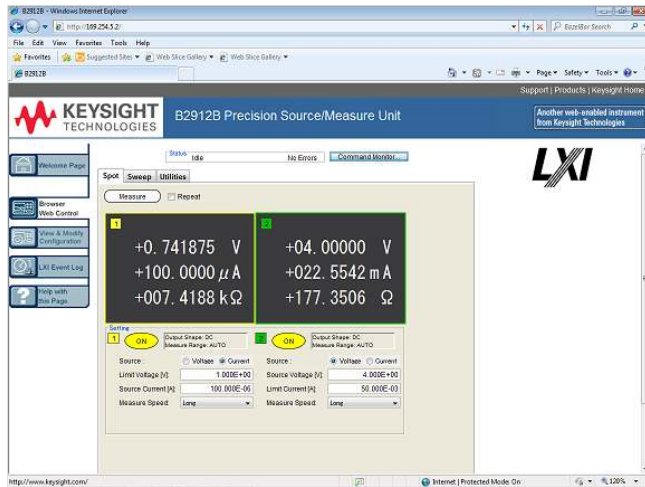 B2912B - Windows Internet Explorer
http://169.254.5.2/
File Edit View Favorites Tools Help
Favorites Suggested Sites Web Slice Gallery Web Slice Gallery
B2912B
Page Safety Tools
Support | Products | Keysight Home
KEYSIGHT
TECHNOLOGIES
B2912B Precision Source/Measure Unit
Another web-enabled instrument
from Keysight Technologies
Status
Idle
No Errors
Command Monitor...
LXI
Welcome Page
Browser
Web Control
View & Modify
Configuration
LXI Event Log
Help with
this Page
Spot Sweep Utilities
Measure Repeat
1
+0.741875 V
+100.0000 μA
+007.4188 kΩ
2
+04.00000 V
+022.5542 mA
+177.3506 Ω
Setting
1 ON
Output Shape: DC
Measure Range: AUTO
Source : Voltage Current
Limit Voltage [V]: 1.000E+00
Source Current [A]: 100.000E-06
Measure Speed: Long
2 ON
Output Shape: DC
Measure Range: AUTO
Source : Voltage Current
Source Voltage [V]: 4.000E+00
Limit Current [A]: 50.000E-03
Measure Speed: Long
http://www.keysight.com/
Internet | Protected Mode: On
120%